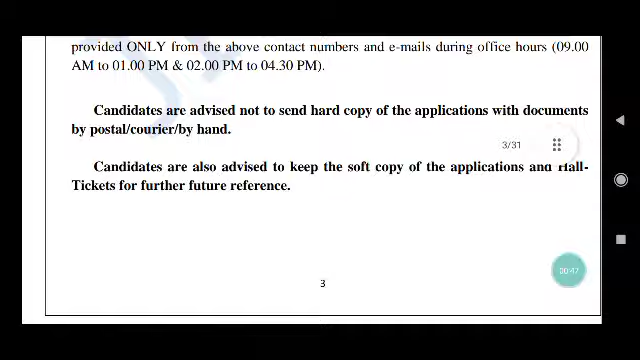 provided ONLY from the above contact numbers and e-mails during office hours (09.00
AM to 01.00 PM & 02.00 PM to 04.30 PM).
Candidates are advised not to send hard copy of the applications with documents
by postal/courier/by hand.
3/31
Candidates are also advised to keep the soft copy of the applications and Hall-
Tickets for further future reference.
00:47
3